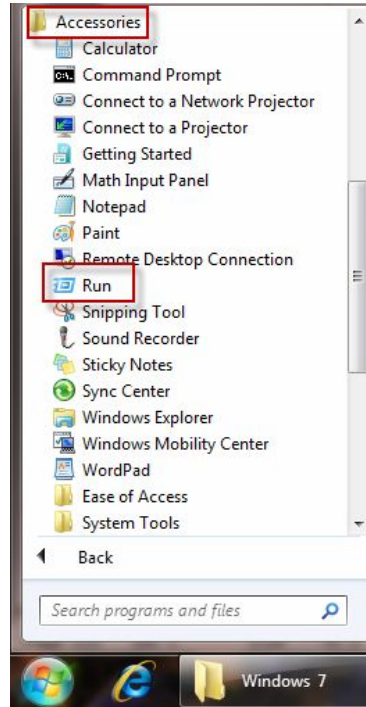 Accessories
Calculator
Command Prompt
Connect to a Network Projector
Connect to a Projector
Getting Started
Math Input Panel
Notepad
Paint
Remote Desktop Connection
Run
Snipping Tool
Sound Recorder
Sticky Notes
Sync Center
Windows Explorer
Windows Mobility Center
WordPad
Ease of Access
System Tools
Back
Search programs and files
Windows 7